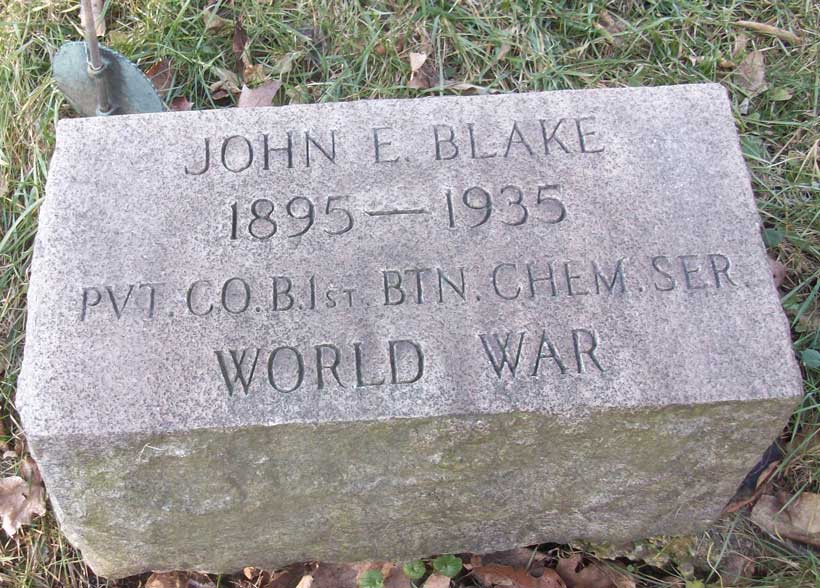 JOHN E. BLAKE
1895 — 1935
PVT. CO. B. 1ST. BTN. CHEM. SER.
WORLD WAR